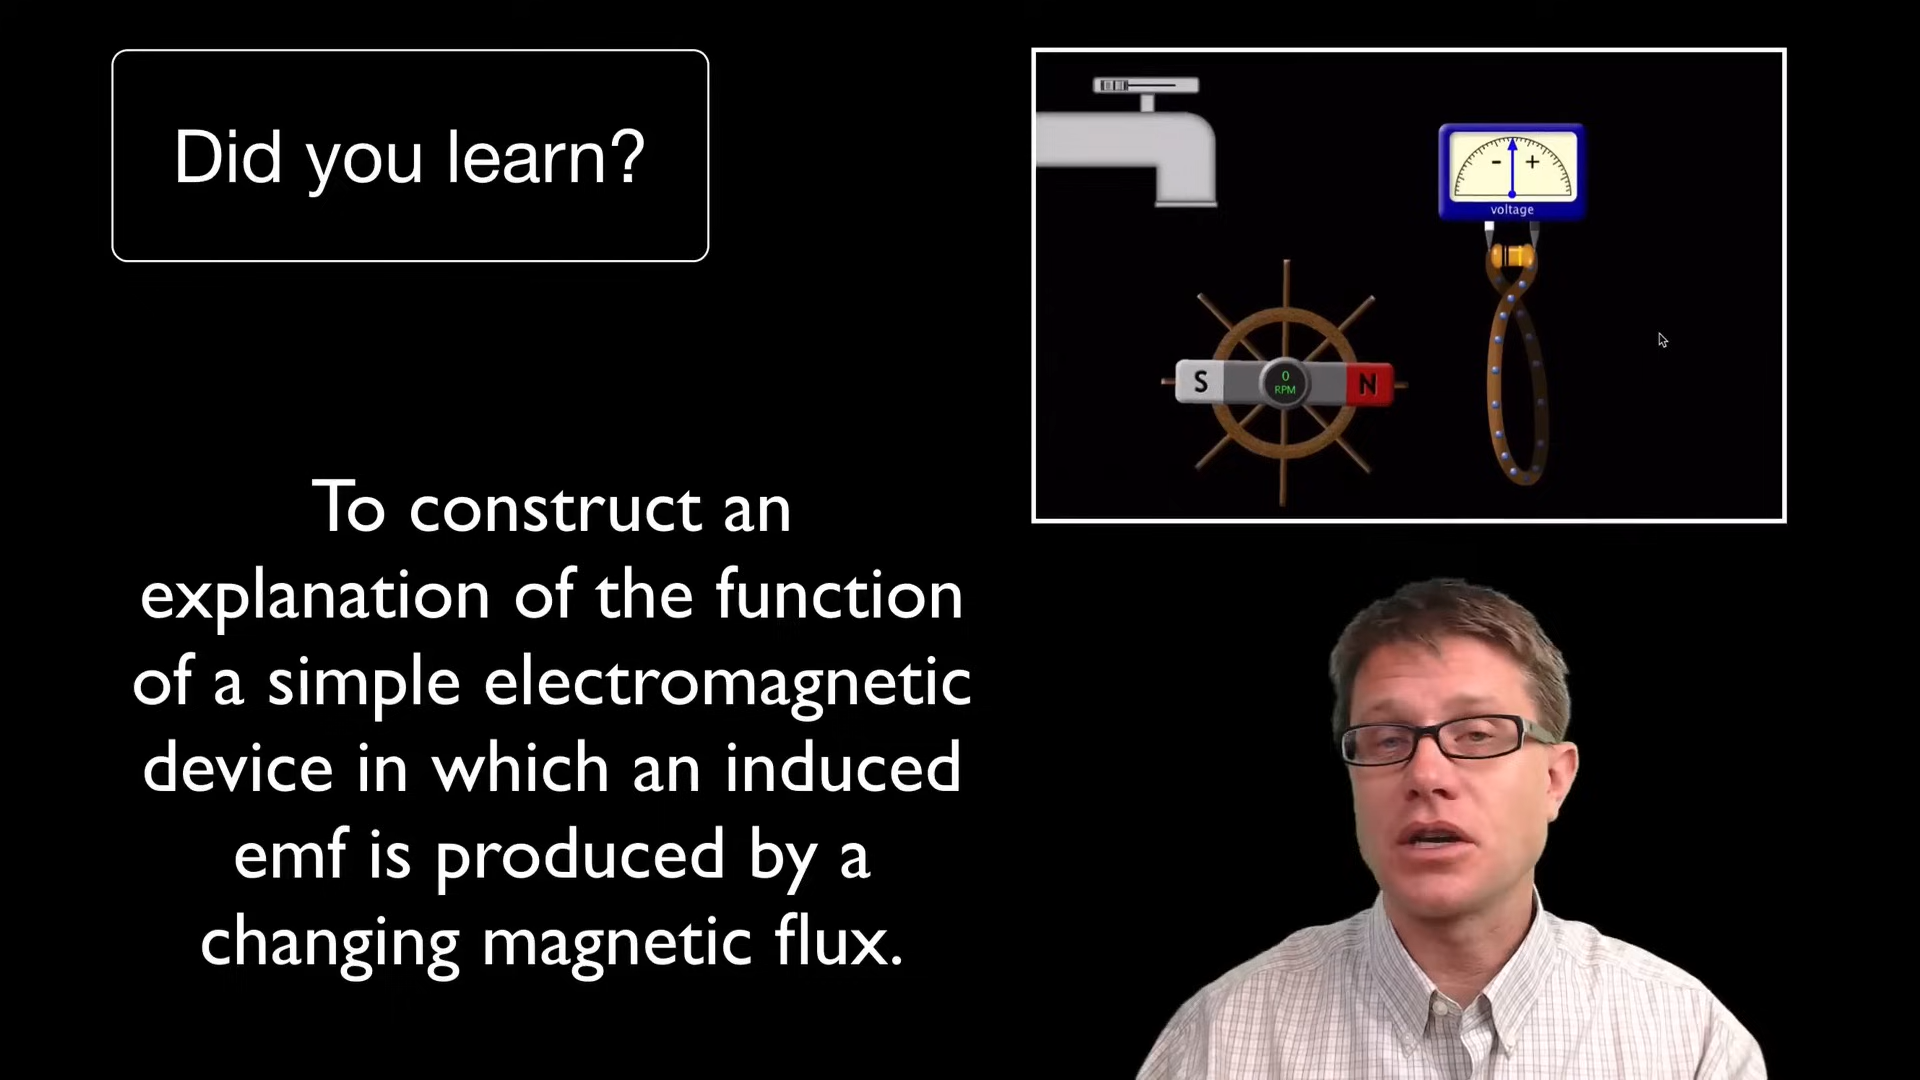 Did you learn?
- +
voltage
S
0
RPM
N
To construct an
explanation of the function
of a simple electromagnetic
device in which an induced
emf is produced by a
changing magnetic flux.